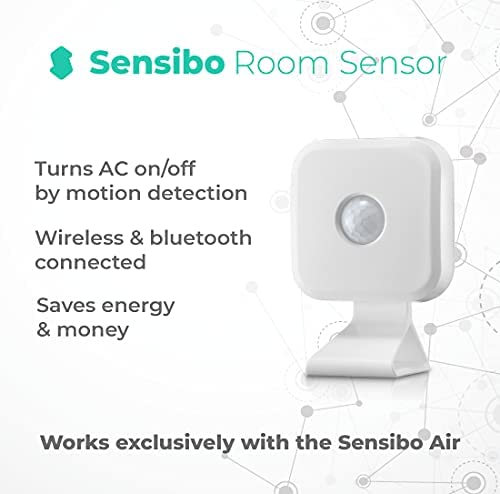 Sensibo Room Sensor
Turns AC on/off
by motion detection
Wireless & bluetooth
connected
Saves energy
& money
Works exclusively with the Sensibo Air